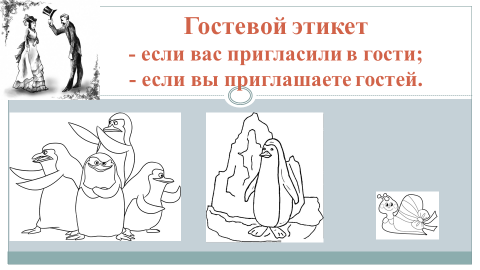 Гостевой этикет
- если вас пригласили в гости;
- если вы приглашаете гостей.